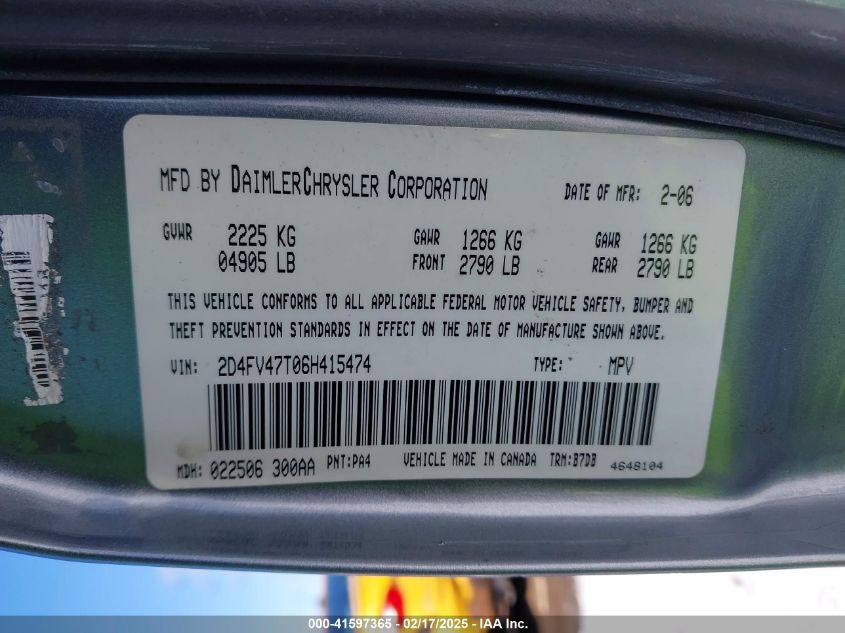 MFD BY DAIMLERCHRYSLER CORPORATION DATE OF MFR: 2-06
GVWR 2225 KG GAWR 1266 KG GAWR 1266 KG
04905 LB FRONT 2790 LB REAR 2790 LB
THIS VEHICLE CONFORMS TO ALL APPLICABLE FEDERAL MOTOR VEHICLE SAFETY, BUMPER AND
THEFT PREVENTION STANDARDS IN EFFECT ON THE DATE OF MANUFACTURE SHOWN ABOVE.
VIN: 2D4FV47T06H415474 TYPE: MPV
MDH: 022506 300AA PNT:PA4 VEHICLE MADE IN CANADA TRM:B7DB 4648104
000-41597365 - 02/17/2025 - IAA Inc.